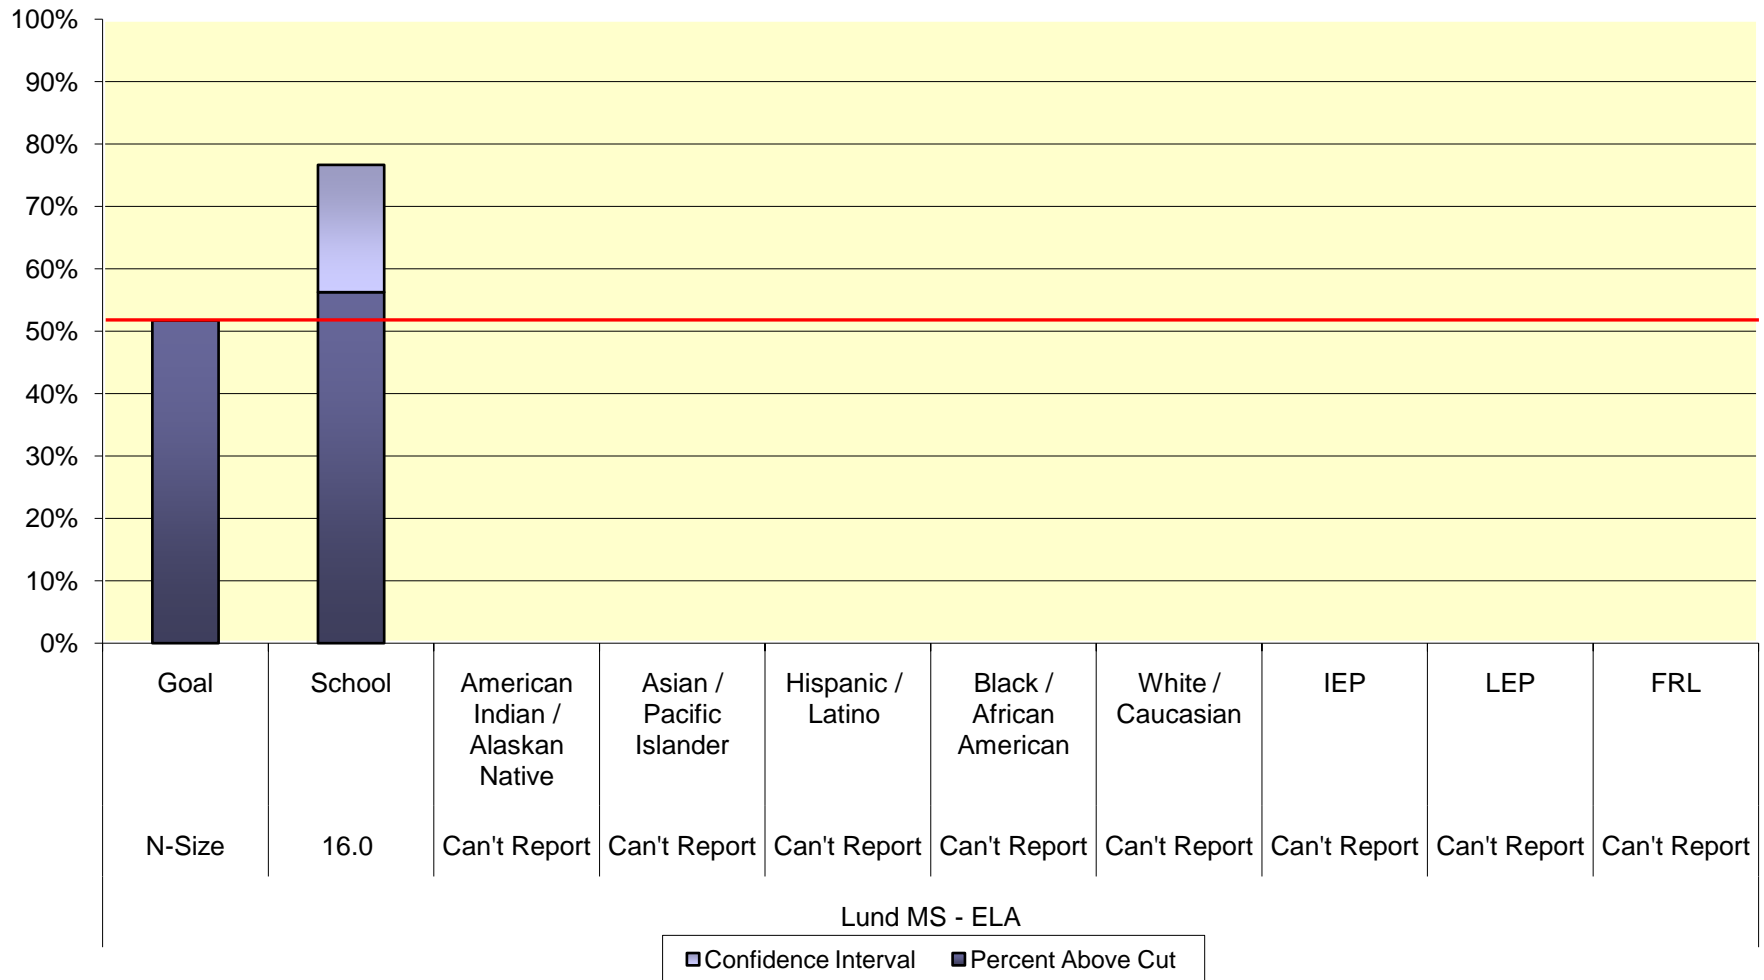 100%
90%
80%
70%
60%
50%
40%
30%
20%
10%
0%
Goal
School
American
Indian /
Alaskan
Native
Asian /
Pacific
Islander
Hispanic /
Latino
Black /
African
American
White /
Caucasian
IEP
LEP
FRL
N-Size
16.0
Can't Report
Can't Report
Can't Report
Can't Report
Can't Report
Can't Report
Can't Report
Can't Report
Lund MS - ELA
Confidence Interval
Percent Above Cut